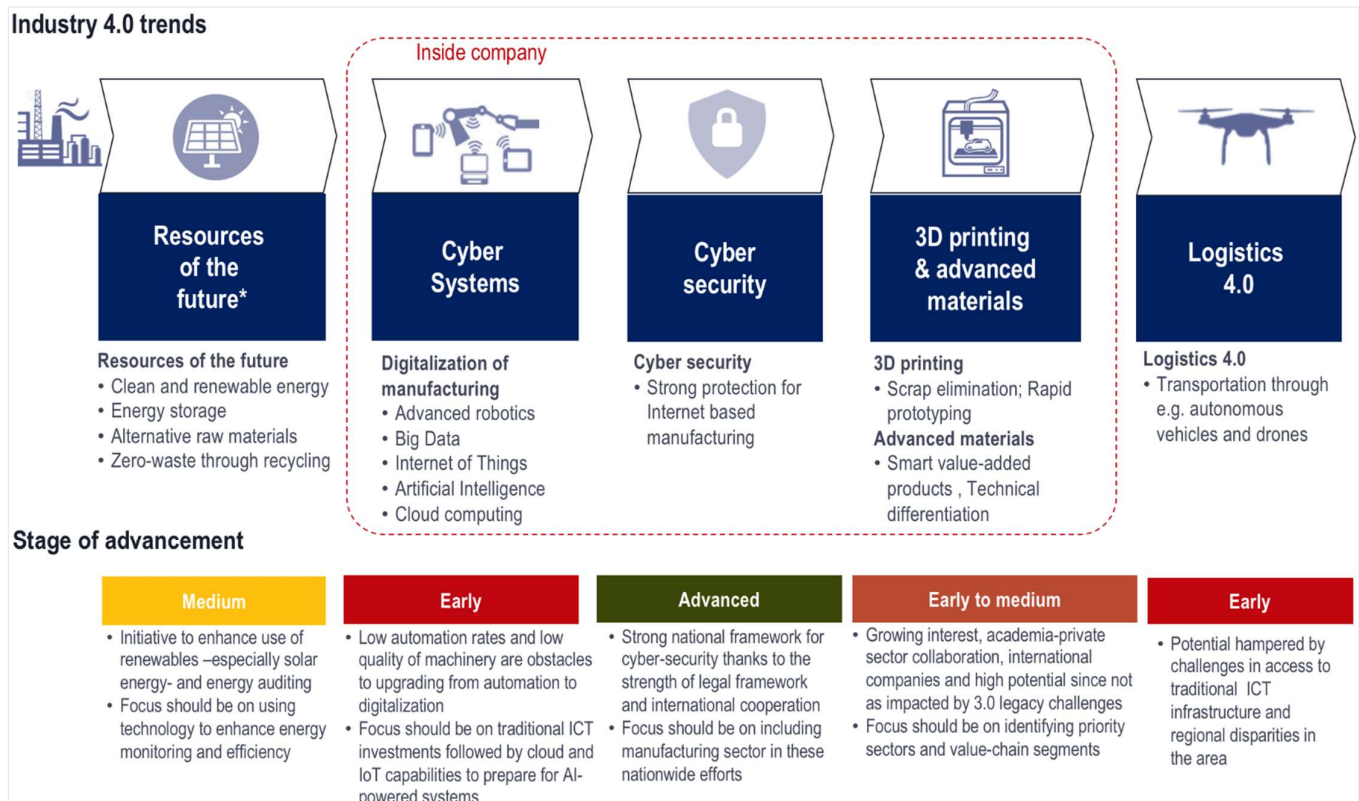 Industry 4.0 trends
Inside company
Resources
of the
future*
Cyber
Systems
Cyber
security
3D printing
& advanced
materials
Logistics
4.0
Resources of the future
• Clean and renewable energy
• Energy storage
• Alternative raw materials
• Zero-waste through recycling
Digitalization of
manufacturing
• Advanced robotics
• Big Data
• Internet of Things
• Artificial Intelligence
• Cloud computing
Cyber security
• Strong protection for
Internet based
manufacturing
3D printing
• Scrap elimination; Rapid
prototyping
Advanced materials
• Smart value-added
products , Technical
differentiation
Logistics 4.0
• Transportation through
e.g. autonomous
vehicles and drones
Stage of advancement
Medium
• Initiative to enhance use of
renewables –especially solar
energy- and energy auditing
• Focus should be on using
technology to enhance energy
monitoring and efficiency
Early
• Low automation rates and low
quality of machinery are obstacles
to upgrading from automation to
digitalization
• Focus should be on traditional ICT
investments followed by cloud and
IoT capabilities to prepare for AI-
powered systems
Advanced
• Strong national framework for
cyber-security thanks to the
strength of legal framework
and international cooperation
• Focus should be on including
manufacturing sector in these
nationwide efforts
Early to medium
• Growing interest, academia-private
sector collaboration, international
companies and high potential since not
as impacted by 3.0 legacy challenges
• Focus should be on identifying priority
sectors and value-chain segments
Early
• Potential hampered by
challenges in access to
traditional ICT
infrastructure and
regional disparities in
the area